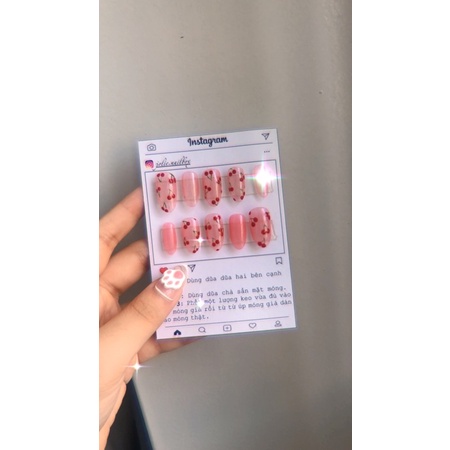 Instagram
Dùng dũa dũa hai bên cạnh
Dùng dũa chà sần mặt móng.
3: Phết một lượng keo vừa đủ vào
móng giả rồi từ từ úp móng giả dán
vào móng thật.